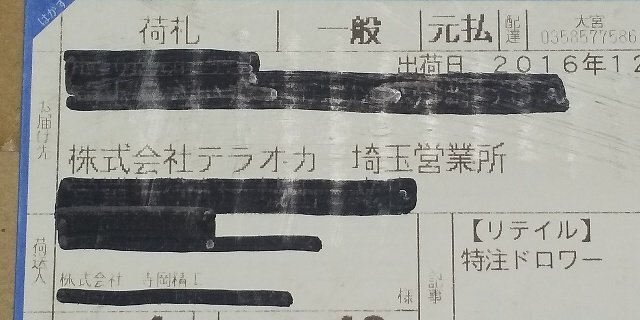 はがす
荷札 一般 元払 配達 大宮
0358577586
出荷日 2016年12
お届け先
株式会社テラオカ 埼玉営業所
荷送人
株式会社 寺岡精工
様
記事
【リテイル】
特注ドロワー